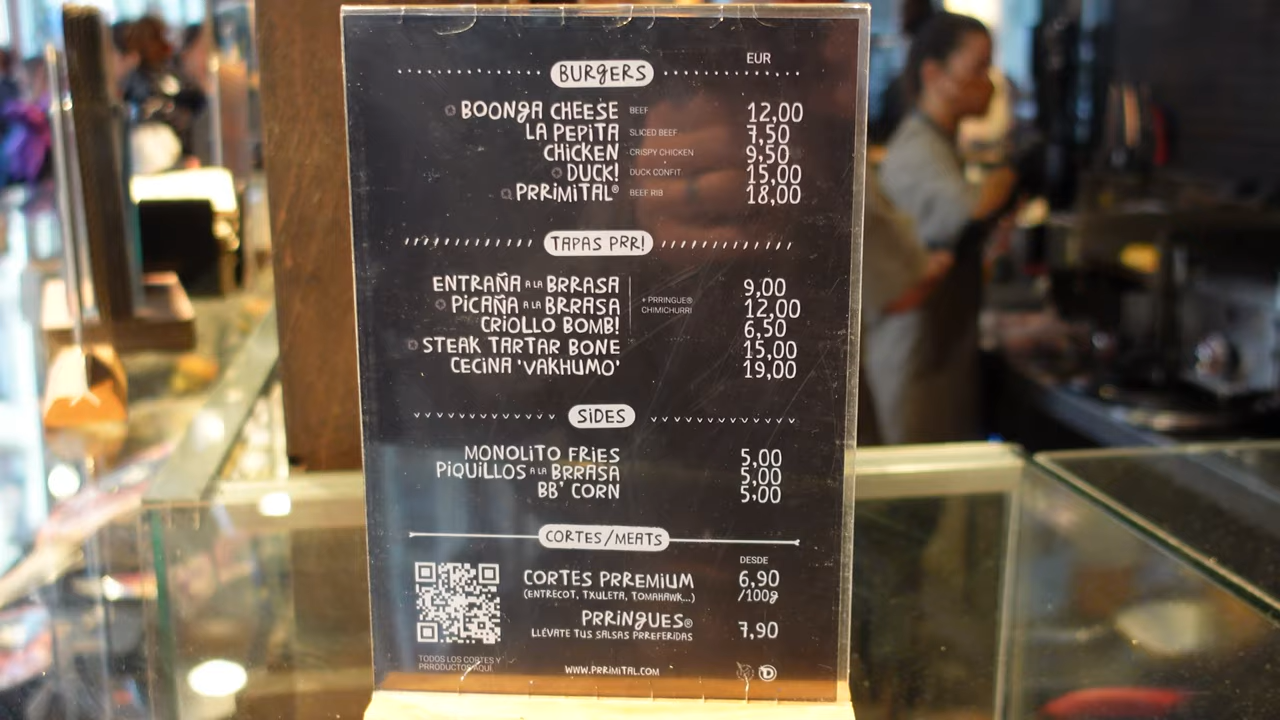 EUR
BURGERS
BOONGA CHEESE BEEF 12,00
LA PEPITA SLICED BEEF 7,50
CHICKEN CRISPY CHICKEN 9,50
DUCK! DUCK CONFIT 15,00
PRRIMITAL® BEEF RIB 18,00
TAPAS PRR!
ENTRAÑA A LA BRRASA 9,00
PICAÑA A LA BRRASA 12,00
+ PRRINGUE®
CHIMICHURRI
CRIOLLO BOMB! 6,50
STEAK TARTAR BONE 15,00
CECINA 'VAKHUMO' 19,00
SIDES
MONOLITO FRIES 5,00
PIQUILLOS A LA BRRASA 5,00
BB' CORN 5:00
CORTES/MEATS
DESDE
CORTES PRREMIUM 6,90
(ENTRECOT, TXULETA, TOMAHAWK...) /100g
PRRINGUES®
LLÉVATE TUS SALSAS PRREFERIDAS 7,90
TODOS LOS CORTES Y
PRRODUCTOS AQUÍ
WWW.PRRIMITAL.COM